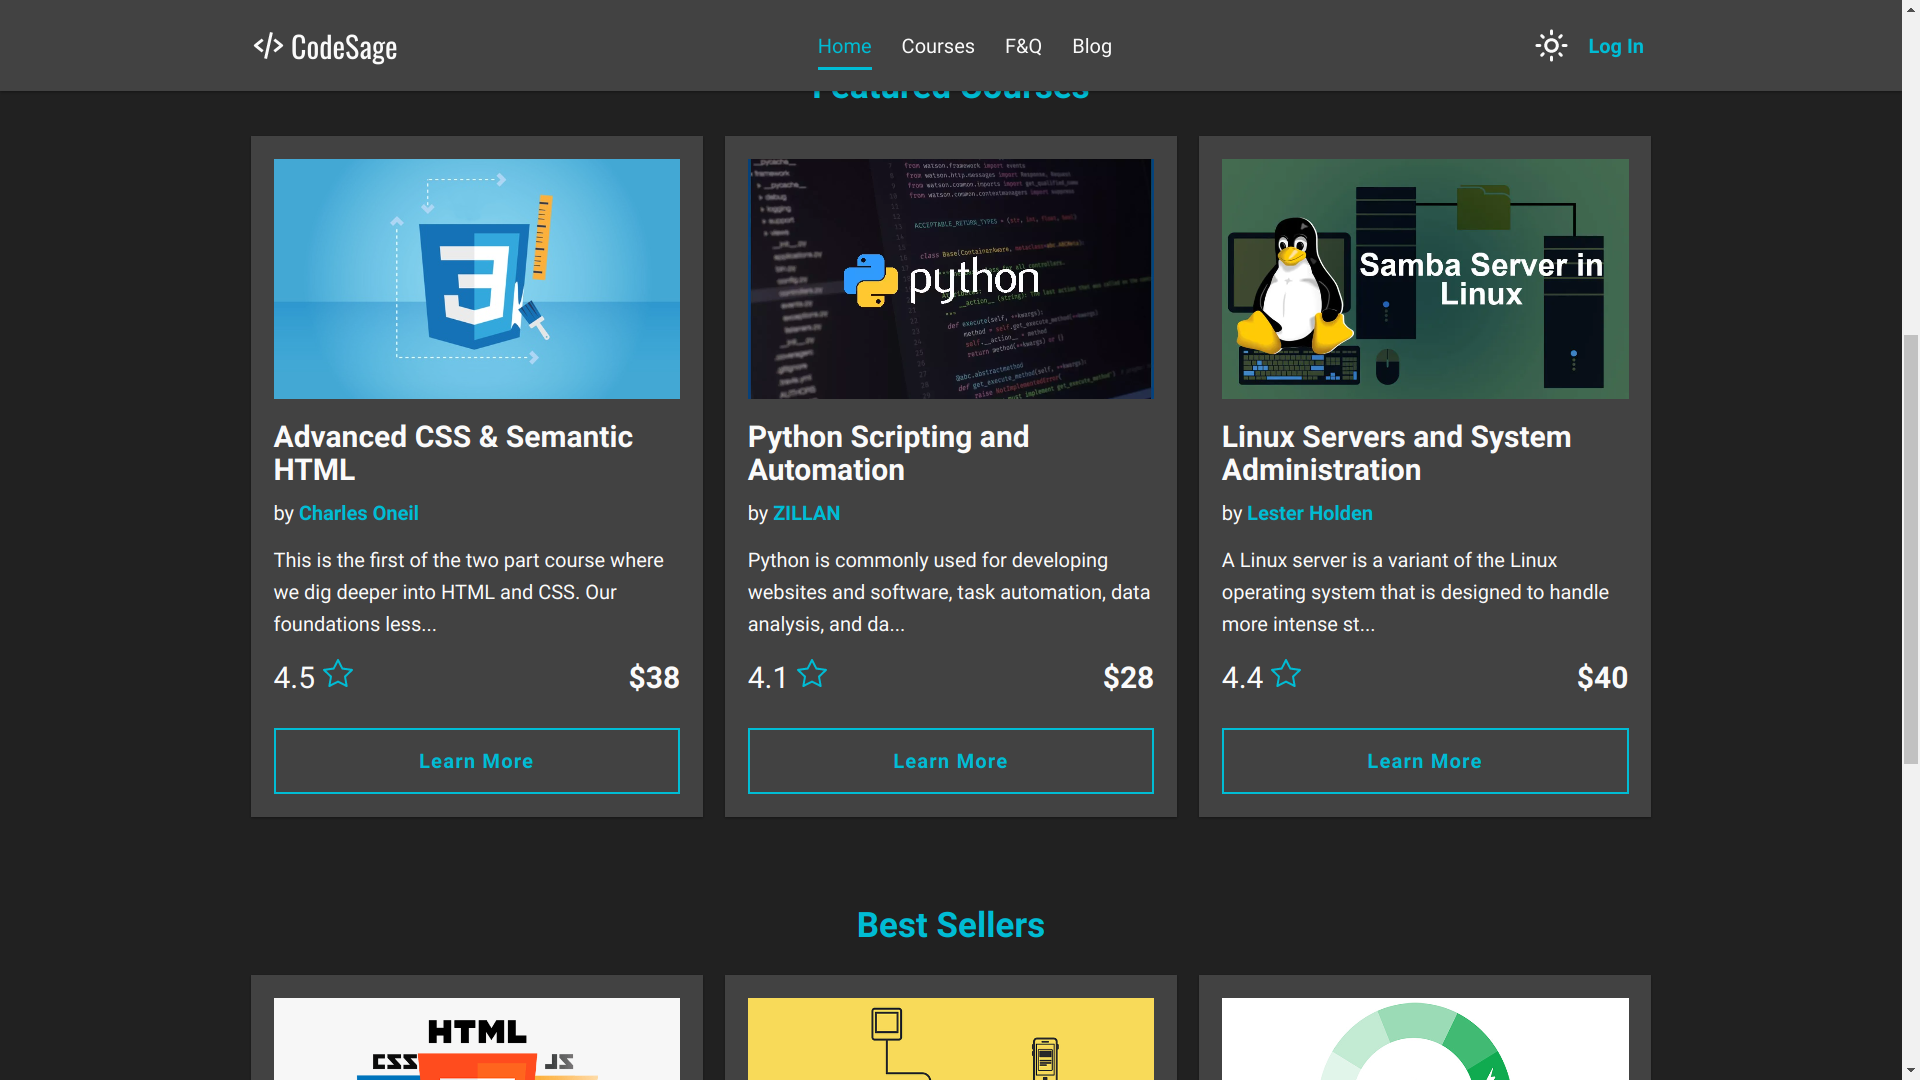 </> CodeSage
Home Courses F&Q Blog
Log In
Featured Courses
python
Samba Server in
Linux
Advanced CSS & Semantic
HTML
by Charles Oneil
This is the first of the two part course where
we dig deeper into HTML and CSS. Our
foundations less...
4.5
$38
Learn More
Python Scripting and
Automation
by ZILLAN
Python is commonly used for developing
websites and software, task automation, data
analysis, and da...
4.1
$28
Learn More
Linux Servers and System
Administration
by Lester Holden
A Linux server is a variant of the Linux
operating system that is designed to handle
more intense st...
4.4
$40
Learn More
Best Sellers
HTML
CSS JS